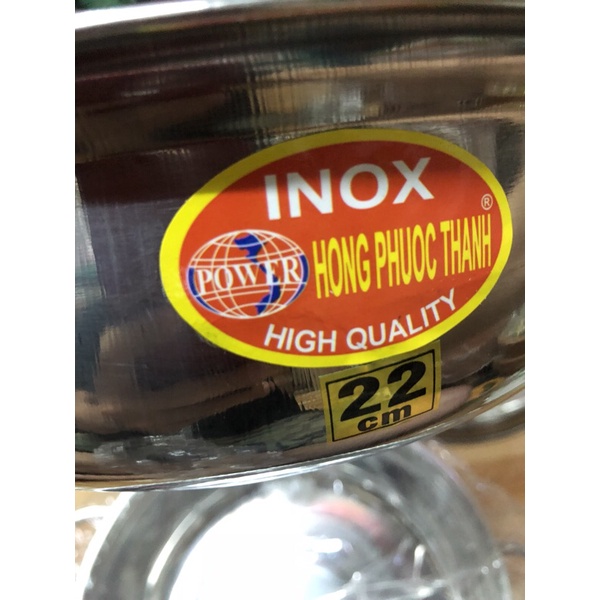 INOX
®
POWER
HONG PHUOC THANH
HIGH QUALITY
22
cm